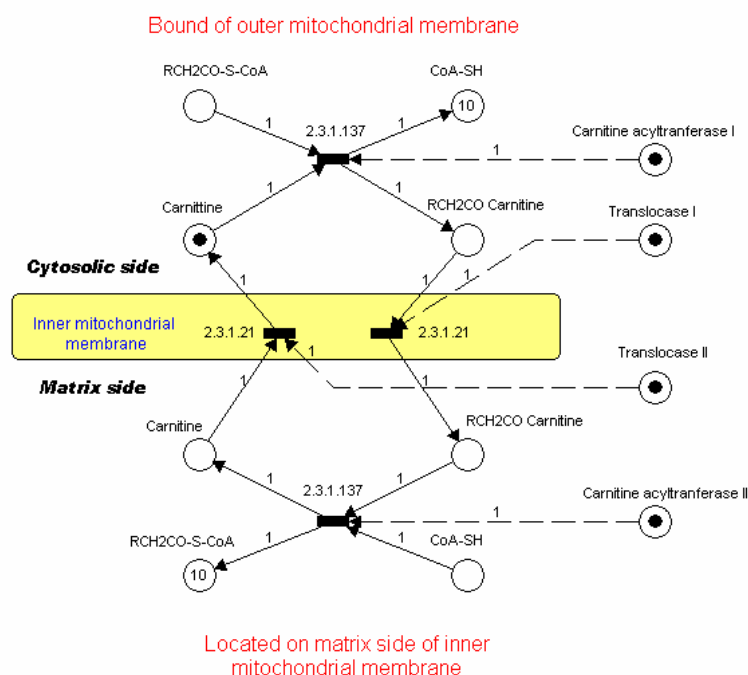 Bound of outer mitochondrial membrane
RCH2CO-S-CoA
CoA-SH
10
1
2.3.1.137
1
Carnitine acyltranferase I
1
1
1
Carnittine
RCH2CO Carnitine
Translocase I
Cytosolic side
1
1
1
Inner mitochondrial
membrane
2.3.1.21
2.3.1.21
1
Translocase II
Matrix side
1
1
Carnitine
RCH2CO Carnitine
1
2.3.1.137
1
Carnitine acyltranferase II
1
RCH2CO-S-CoA
1
1
CoA-SH
10
Located on matrix side of inner
mitochondrial membrane